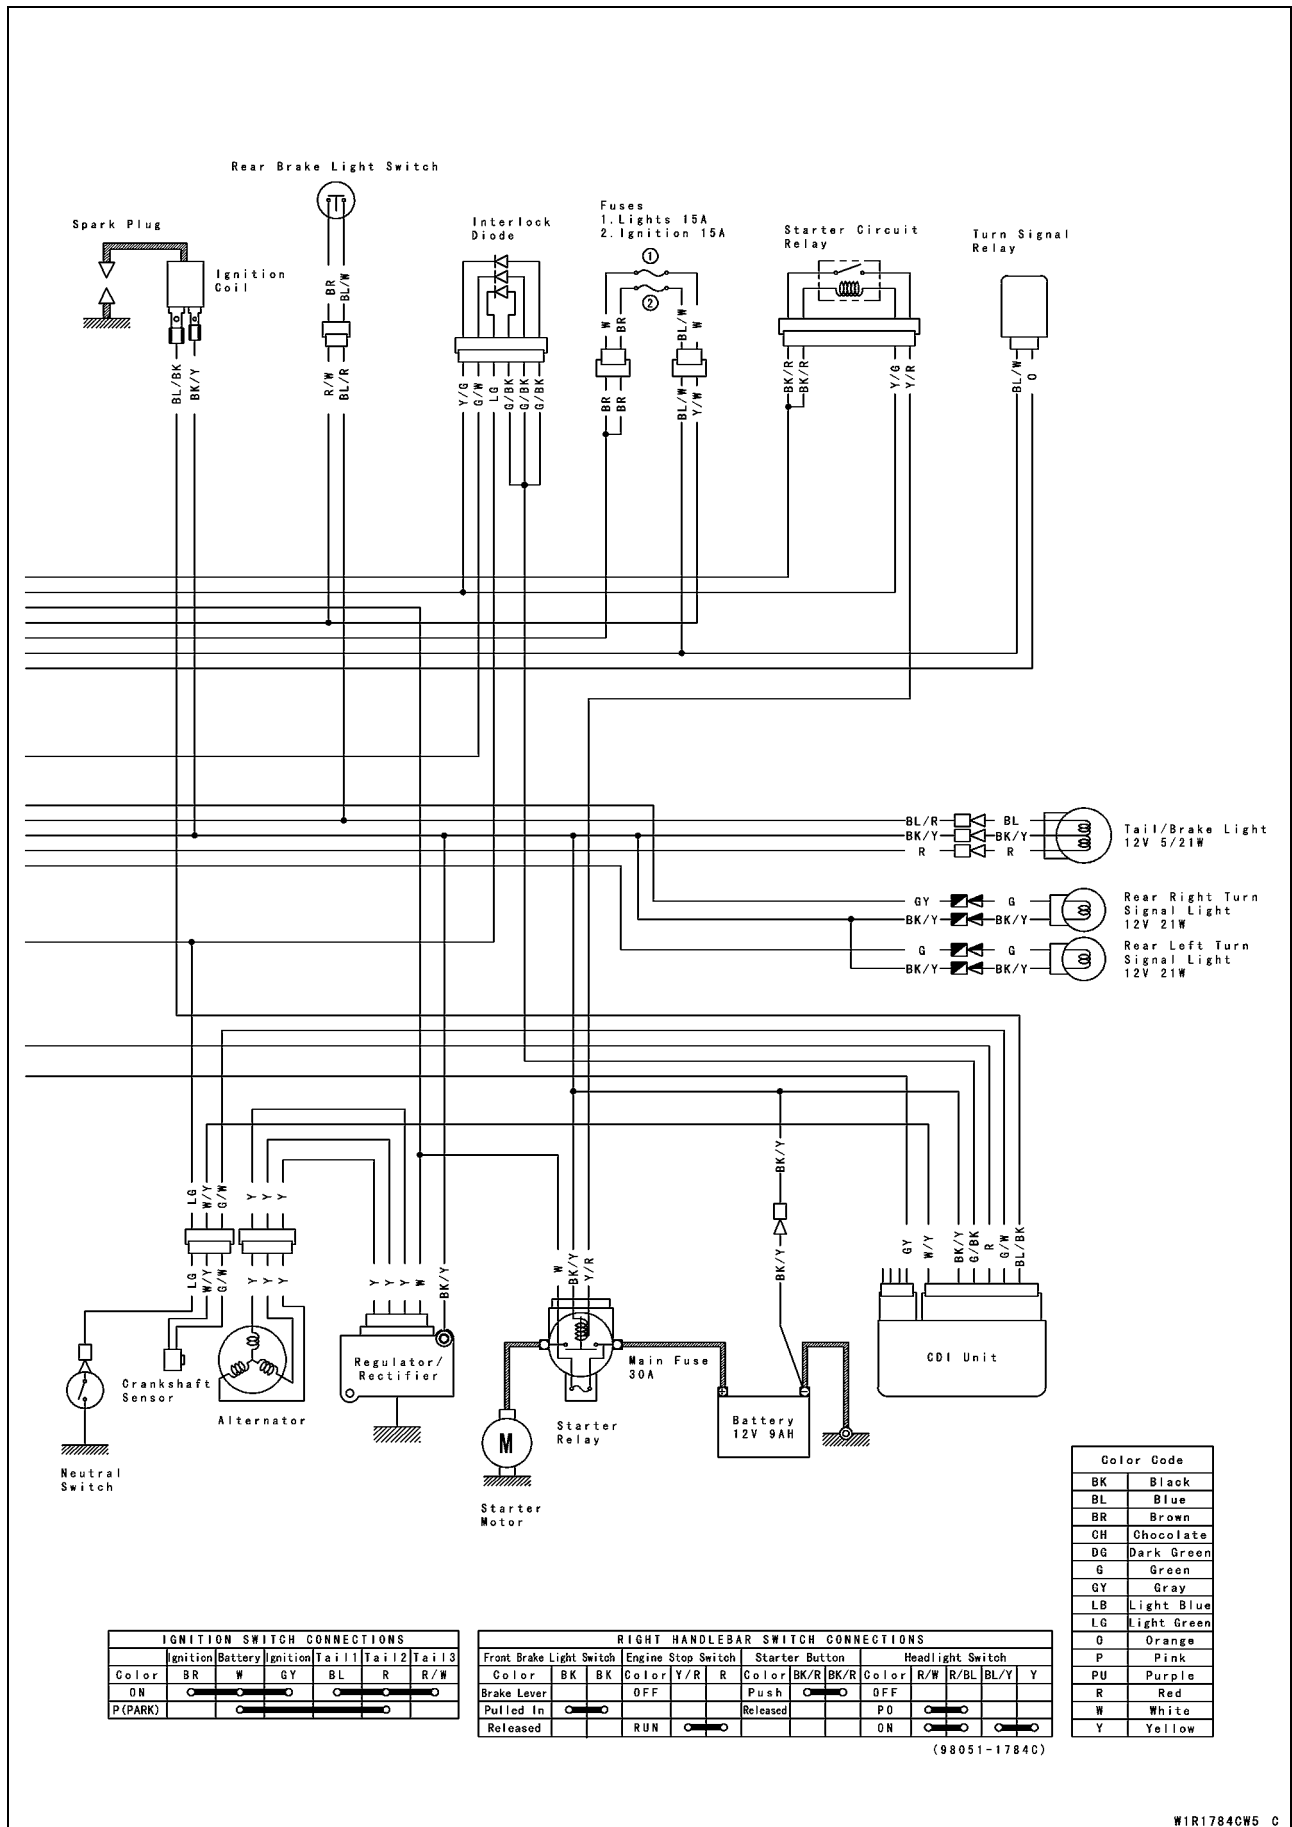 Rear Brake Light Switch
Spark Plug
Ignition
Coil
Interlock
Diode
Fuses
1.Lights 15A
2.Ignition 15A
Starter Circuit
Relay
Turn Signal
Relay
1
2
BR
BL/W
W
BR
BL/W
W
BL/BK
BK/Y
R/W
BL/R
Y/G
G/W
LG
G/BK
G/BK
G/BK
BR
BR
BL/W
Y/W
BK/R
BK/R
Y/G
Y/R
BL/W
O
BL/R
BL
BK/Y
BK/Y
R
R
Tail/Brake Light
12V 5/21W
GY
G
BK/Y
BK/Y
Rear Right Turn
Signal Light
12V 21W
G
G
BK/Y
BK/Y
Rear Left Turn
Signal Light
12V 21W
LG
W/Y
G/W
Y
Y
Y
LG
W/Y
G/W
Y
Y
Y
Y
Y
Y
W
BK/Y
W
BK/Y
Y/R
BK/Y
BK/Y
GY
W/Y
BK/Y
G/BK
R
G/W
BL/BK
Neutral
Switch
Crankshaft
Sensor
Alternator
Regulator/
Rectifier
M
Starter
Motor
Starter
Relay
Main Fuse
30A
Battery
12V 9AH
CDI Unit
Color Code
BK Black
BL Blue
BR Brown
CH Chocolate
DG Dark Green
G Green
GY Gray
LB Light Blue
LG Light Green
O Orange
P Pink
PU Purple
R Red
W White
Y Yellow
IGNITION SWITCH CONNECTIONS
Ignition Battery Ignition Tail1 Tail2 Tail3
Color BR W GY BL R R/W
ON
P(PARK)
RIGHT HANDLEBAR SWITCH CONNECTIONS
Front Brake Light Switch Engine Stop Switch Starter Button Headlight Switch
Color BK BK Color Y/R R Color BK/R BK/R Color R/W R/BL BL/Y Y
Brake Lever OFF Push OFF
Pulled In Released PO
Released RUN ON
(98051-1784C)
W1R1784CW5 C